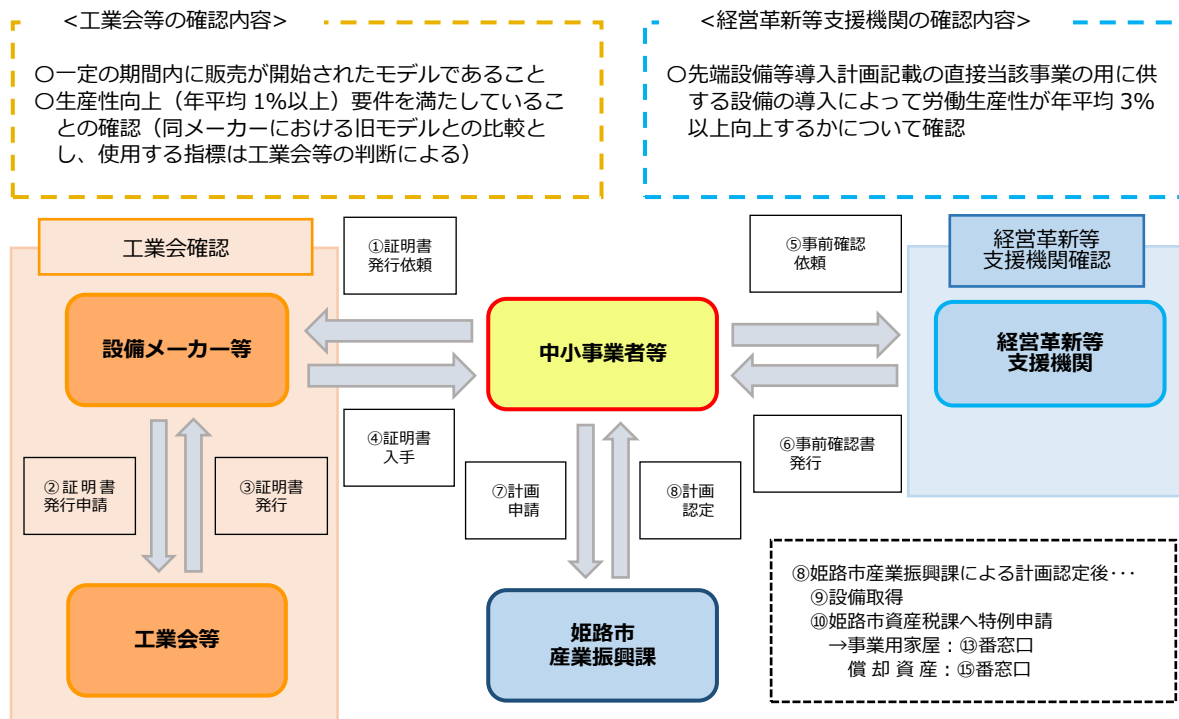 <工業会等の確認内容>
〇一定の期間内に販売が開始されたモデルであること
〇生産性向上（年平均 1%以上）要件を満たしているこ
との確認（同メーカーにおける旧モデルとの比較と
し、使用する指標は工業会等の判断による）
<経営革新等支援機関の確認内容>
〇先端設備等導入計画記載の直接当該事業の用に供
する設備の導入によって労働生産性が年平均 3%
以上向上するかについて確認
工業会確認
①証明書
発行依頼
⑤事前確認
依頼
経営革新等
支援機関確認
設備メーカー等
中小事業者等
経営革新等
支援機関
④証明書
入手
⑥事前確認書
発行
②証明書
発行申請
③証明書
発行
⑦計画
申請
⑧計画
認定
工業会等
姫路市
産業振興課
⑧姫路市産業振興課による計画認定後･･･
⑨設備取得
⑩姫路市資産税課へ特例申請
→事業用家屋：⑬番窓口
償 却 資 産：⑮番窓口